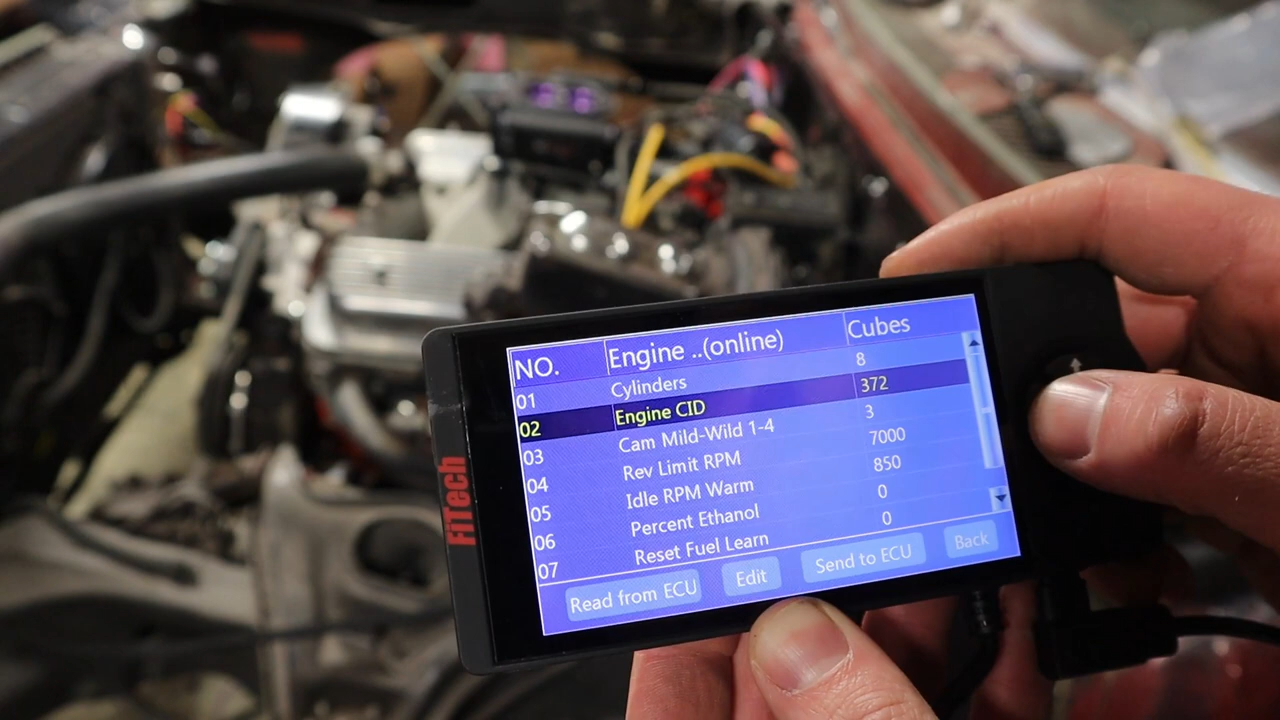 FiTech
NO. Engine ..(online) Cubes
01 Cylinders 8
02 Engine CID 372
03 Cam Mild-Wild 1-4 3
04 Rev Limit RPM 7000
05 Idle RPM Warm 850
06 Percent Ethanol 0
07 Reset Fuel Learn 0
Read from ECU Edit Send to ECU Back